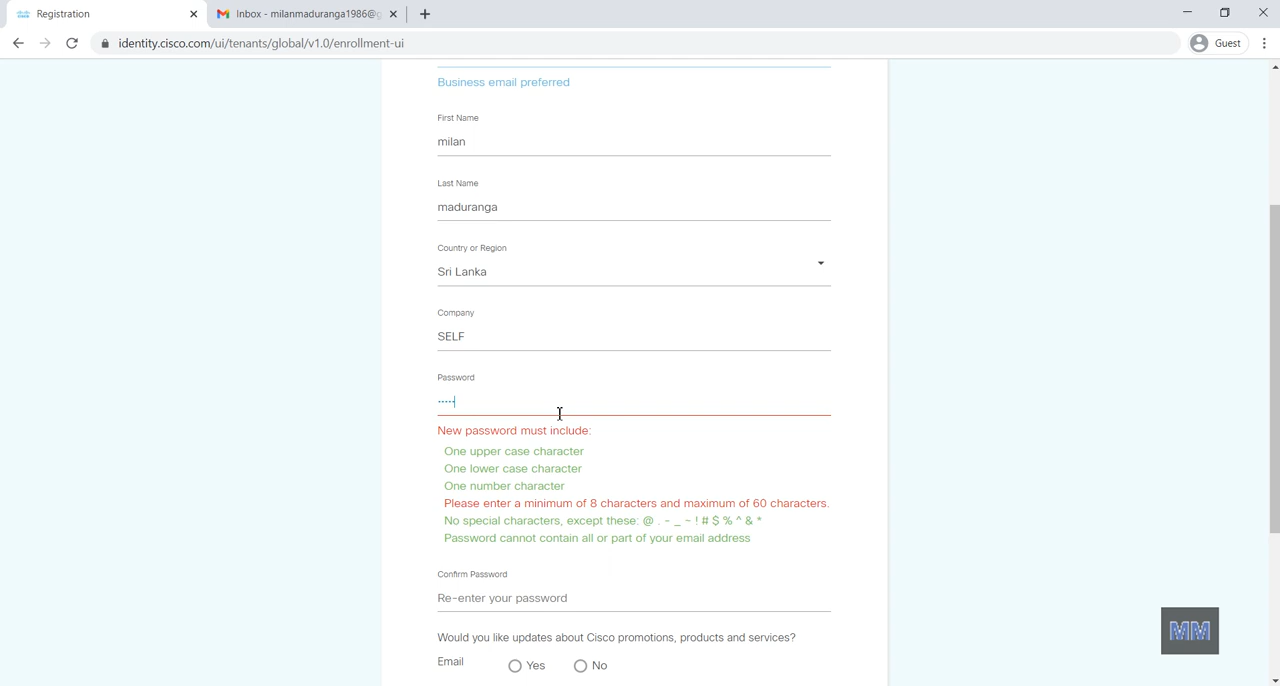 Registration
Inbox - milanmaduranga1986@g
identity.cisco.com/ui/tenants/global/v1.0/enrollment-ui
Guest
Business email preferred
First Name
milan
Last Name
maduranga
Country or Region
Sri Lanka
Company
SELF
Password
·····
New password must include:
One upper case character
One lower case character
One number character
Please enter a minimum of 8 characters and maximum of 60 characters.
No special characters, except these: @ . - _ ~ ! # $ % ^ & *
Password cannot contain all or part of your email address
Confirm Password
Re-enter your password
Would you like updates about Cisco promotions, products and services?
Email Yes No
MM